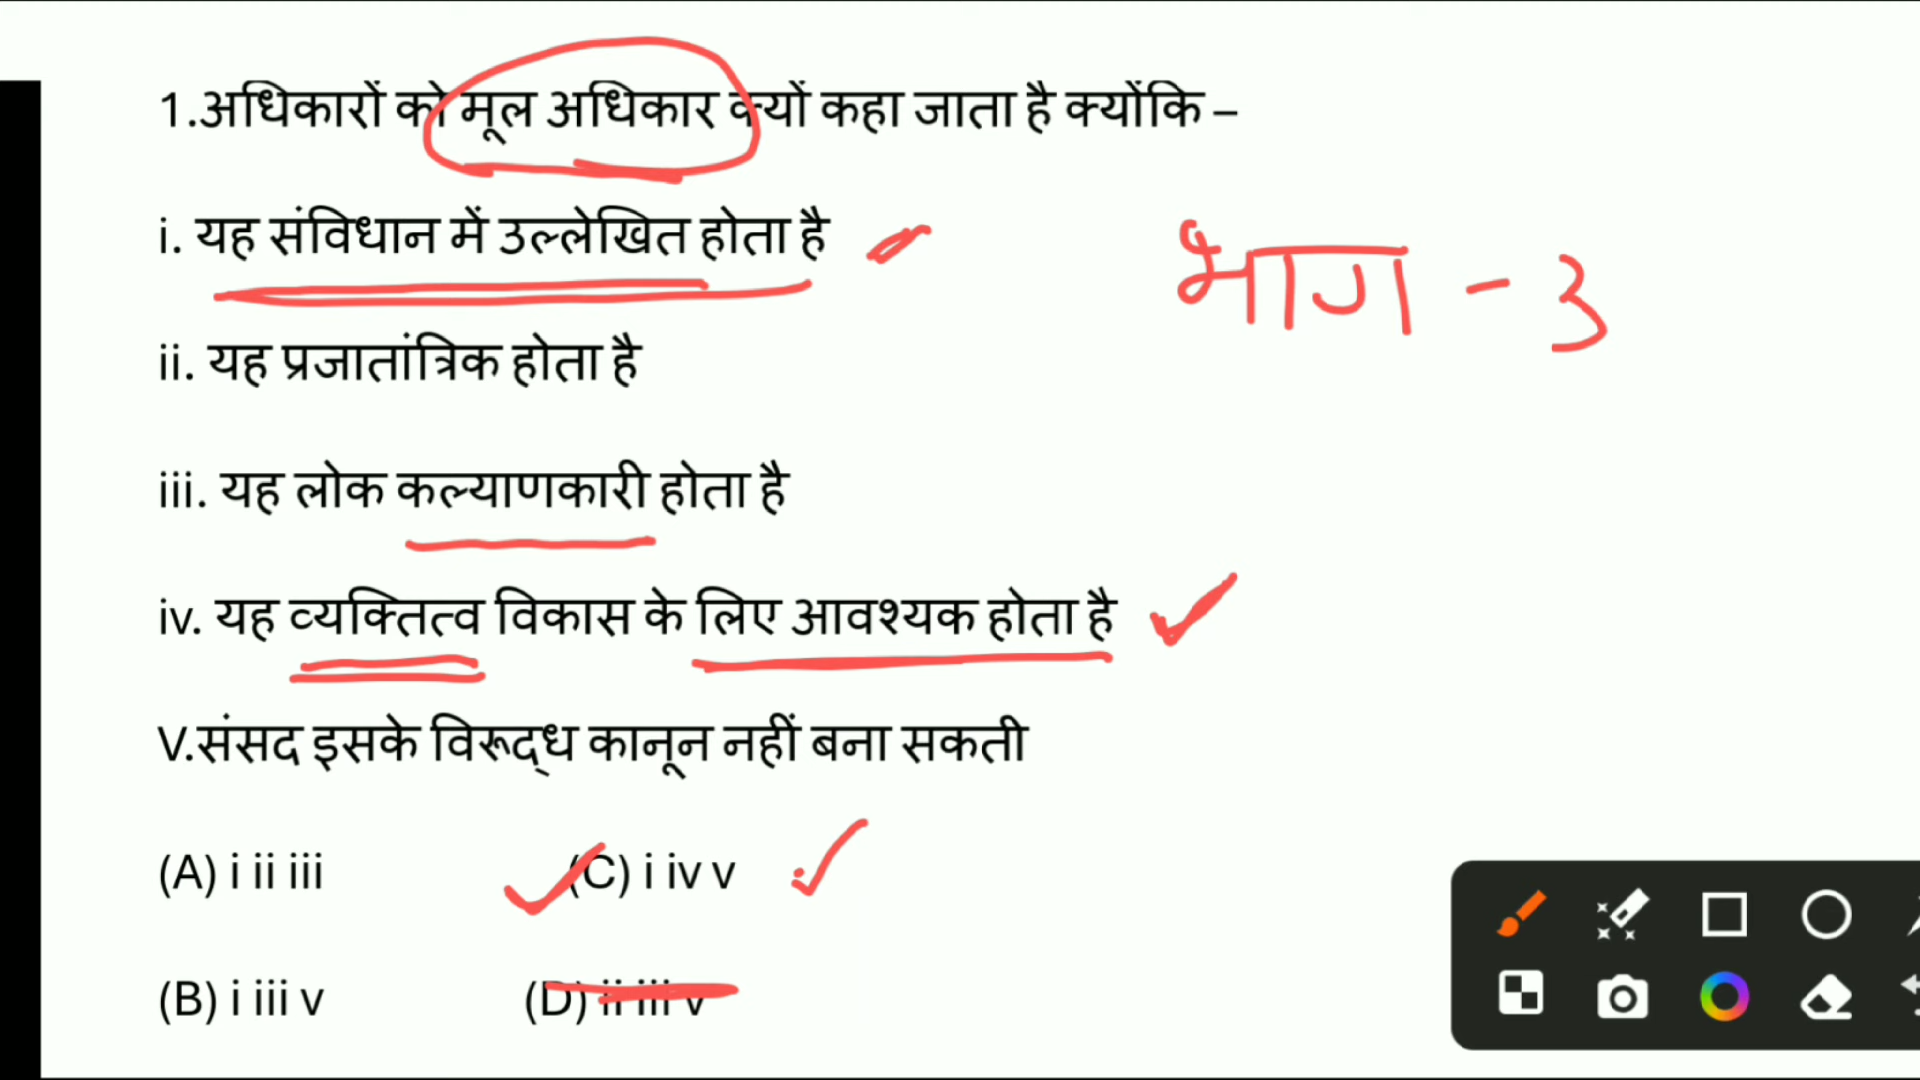 1.अधिकारों को मूल अधिकार क्यों कहा जाता है क्योंकि –
i. यह संविधान में उल्लेखित होता है
भाग - 3
ii. यह प्रजातांत्रिक होता है
iii. यह लोक कल्याणकारी होता है
iv. यह व्यक्तित्व विकास के लिए आवश्यक होता है
V.संसद इसके विरूद्ध कानून नहीं बना सकती
(A) i ii iii (C) i iv v
(B) i iii v (D) ii iii v